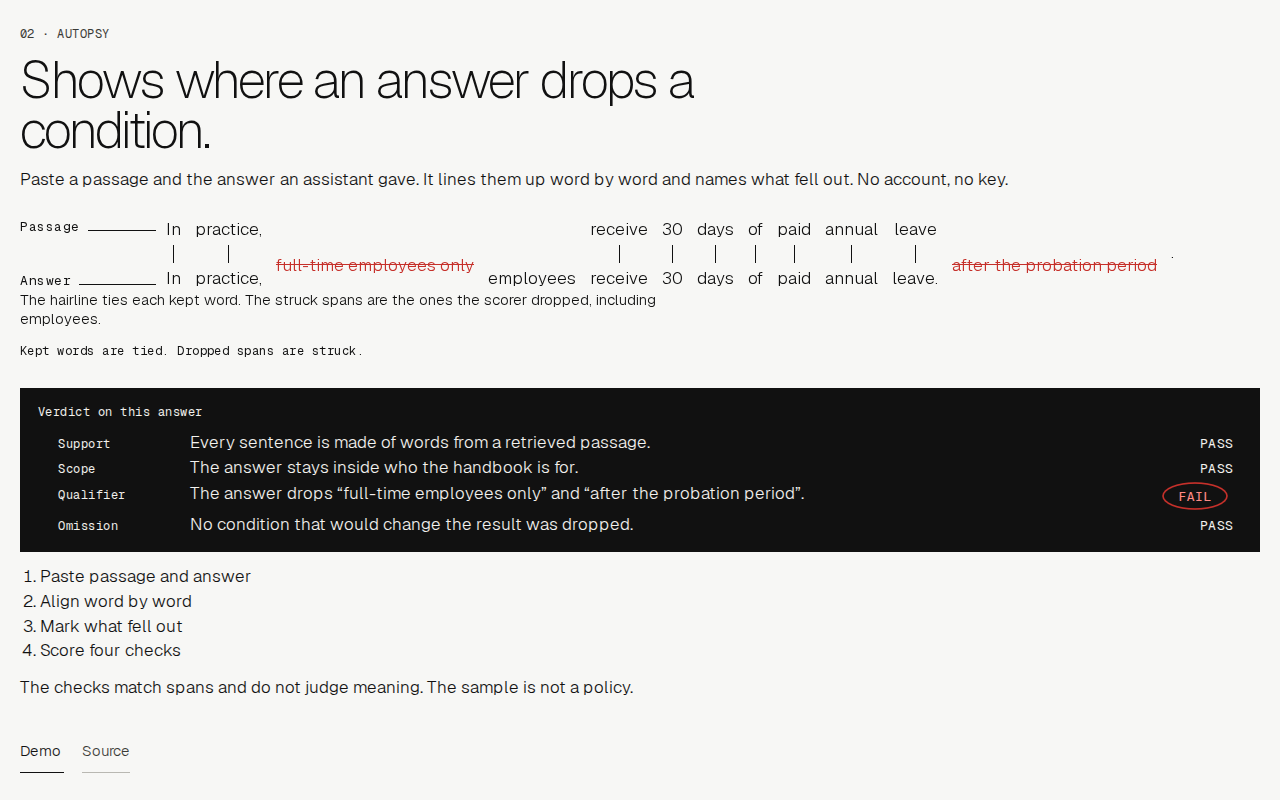 02 · AUTOPSY
Shows where an answer drops a
condition.
Paste a passage and the answer an assistant gave. It lines them up word by word and names what fell out. No account, no key.
Passage In practice, receive 30 days of paid annual leave
full-time employees only after the probation period .
Answer In practice, employees receive 30 days of paid annual leave.
The hairline ties each kept word. The struck spans are the ones the scorer dropped, including
employees.
Kept words are tied. Dropped spans are struck.
Verdict on this answer
Support Every sentence is made of words from a retrieved passage. PASS
Scope The answer stays inside who the handbook is for. PASS
Qualifier The answer drops “full-time employees only” and “after the probation period”. FAIL
Omission No condition that would change the result was dropped. PASS
1. Paste passage and answer
2. Align word by word
3. Mark what fell out
4. Score four checks
The checks match spans and do not judge meaning. The sample is not a policy.
Demo Source